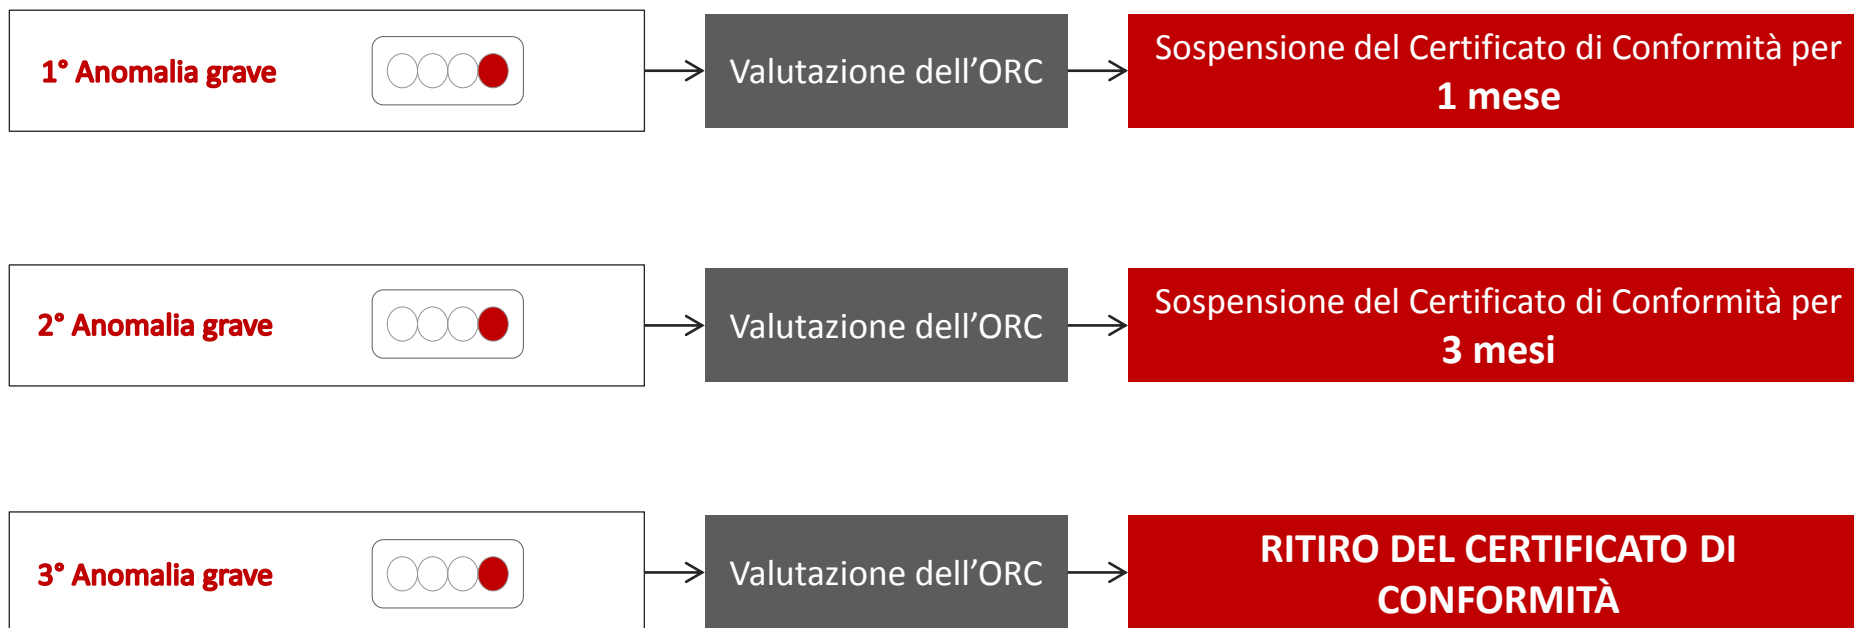 1° Anomalia grave
Valutazione dell’ORC
Sospensione del Certificato di Conformità per
1 mese
2° Anomalia grave
Valutazione dell’ORC
Sospensione del Certificato di Conformità per
3 mesi
3° Anomalia grave
Valutazione dell’ORC
RITIRO DEL CERTIFICATO DI
CONFORMITÀ